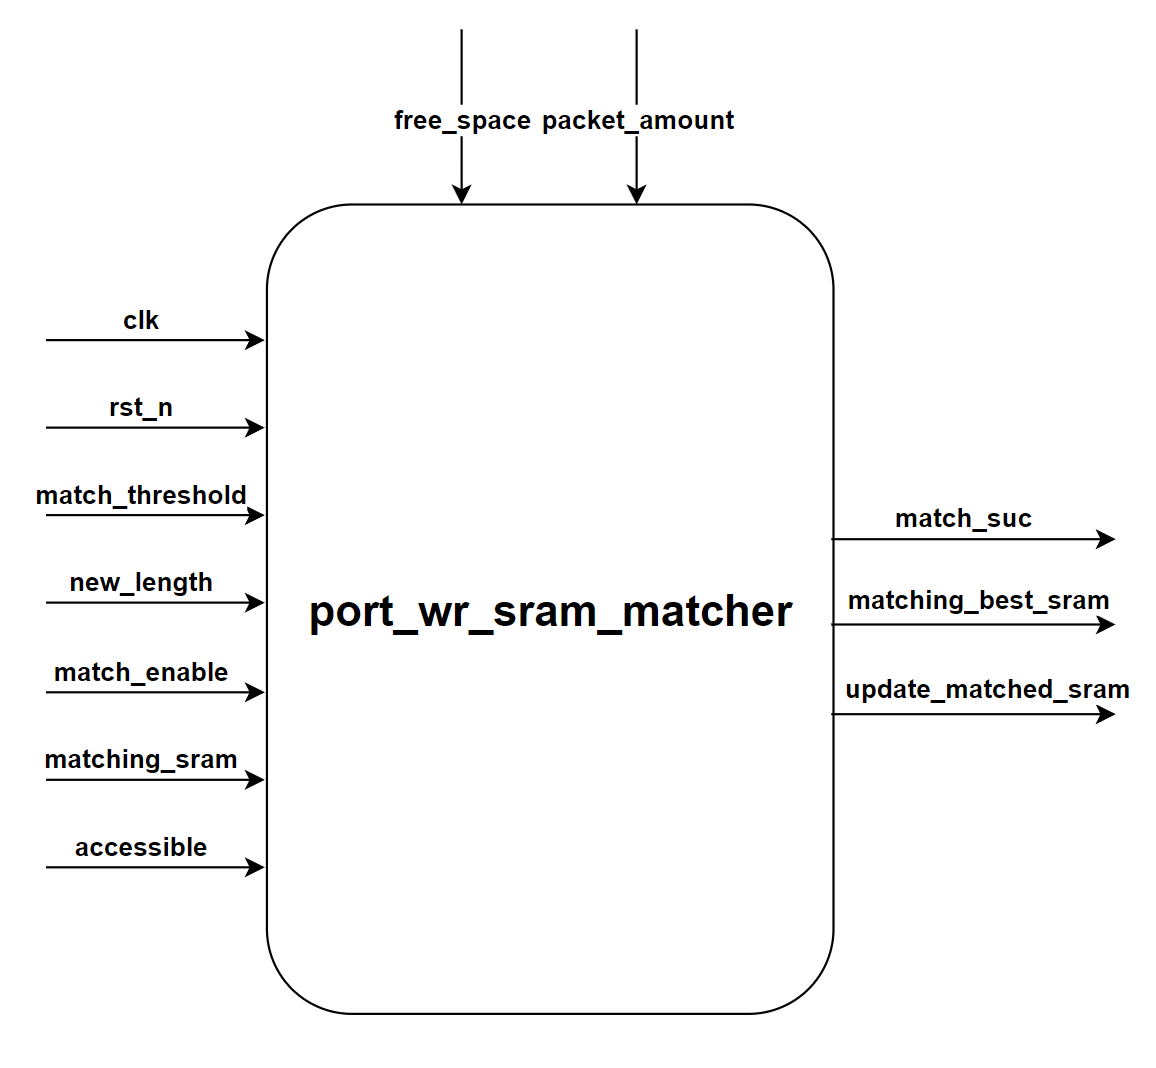 free_space packet_amount
clk
rst_n
match_threshold
new_length
match_enable
matching_sram
accessible
port_wr_sram_matcher
match_suc
matching_best_sram
update_matched_sram